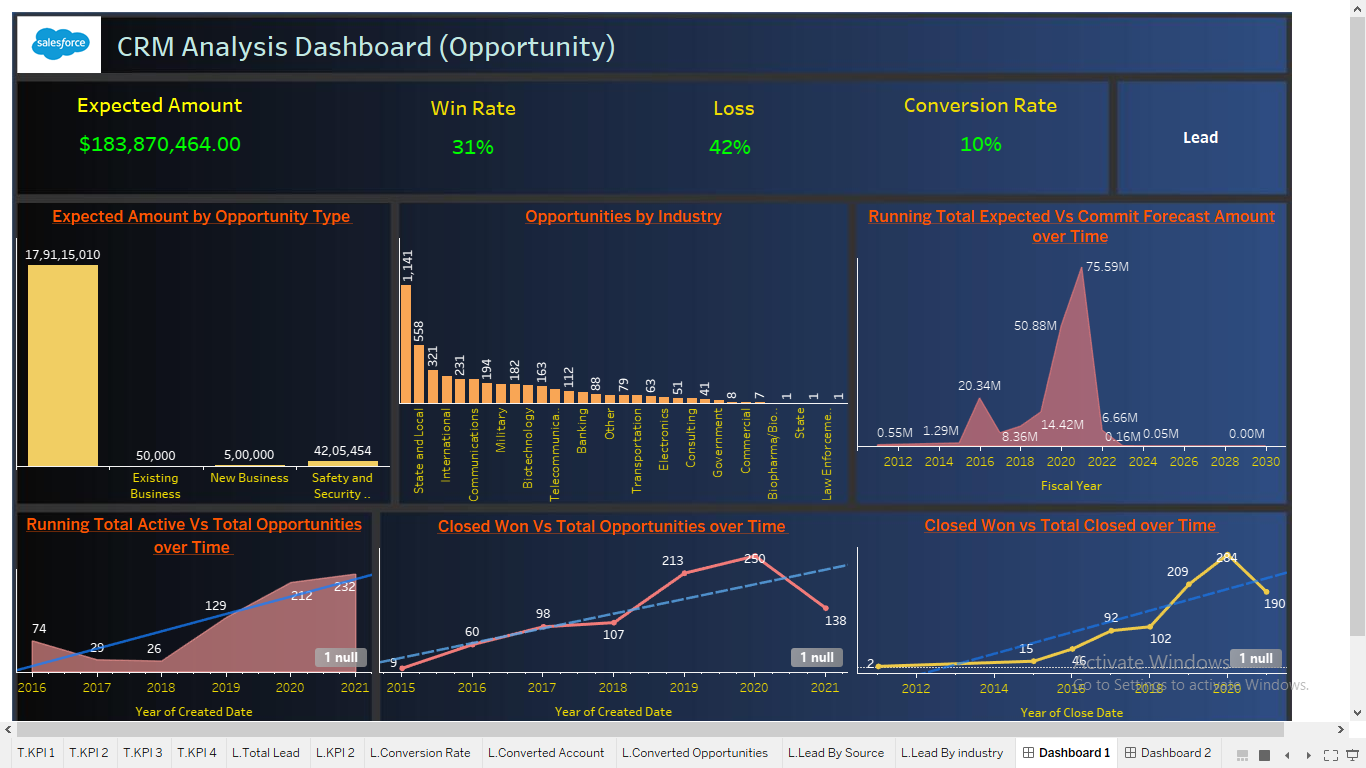 salesforce
CRM Analysis Dashboard (Opportunity)
Expected Amount
$183,870,464.00
Win Rate
31%
Loss
42%
Conversion Rate
10%
Lead
Expected Amount by Opportunity Type
17,91,15,010
50,000
5,00,000
42,05,454
Existing
Business
New Business
Safety and
Security ..
Opportunities by Industry
1,141
558
321
231
194
182
163
112
88
79
63
51
41
8
7
1
1
1
State and Local
International
Communications
Military
Biotechnology
Telecommunica..
Banking
Other
Transportation
Electronics
Consulting
Government
Commercial
Biopharma/Bio..
State
Law Enforceme..
Running Total Expected Vs Commit Forecast Amount
over Time
75.59M
50.88M
20.34M
14.42M
6.66M
0.55M
1.29M
8.36M
0.16M
0.05M
0.00M
2012 2014 2016 2018 2020 2022 2024 2026 2028 2030
Fiscal Year
Running Total Active Vs Total Opportunities
over Time
74
29
26
129
212
232
1 null
2016 2017 2018 2019 2020 2021
Year of Created Date
Closed Won Vs Total Opportunities over Time
9
60
98
107
213
250
138
1 null
2015 2016 2017 2018 2019 2020 2021
Year of Created Date
Closed Won vs Total Closed over Time
2
15
46
92
102
209
284
190
1 null
2012 2014 2016 2018 2020
Year of Close Date
Activate Windows
Go to Settings to activate Windows.
T.KPI 1
T.KPI 2
T.KPI 3
T.KPI 4
L.Total Lead
L.KPI 2
L.Conversion Rate
L.Converted Account
L.Converted Opportunities
L.Lead By Source
L.Lead By industry
Dashboard 1
Dashboard 2